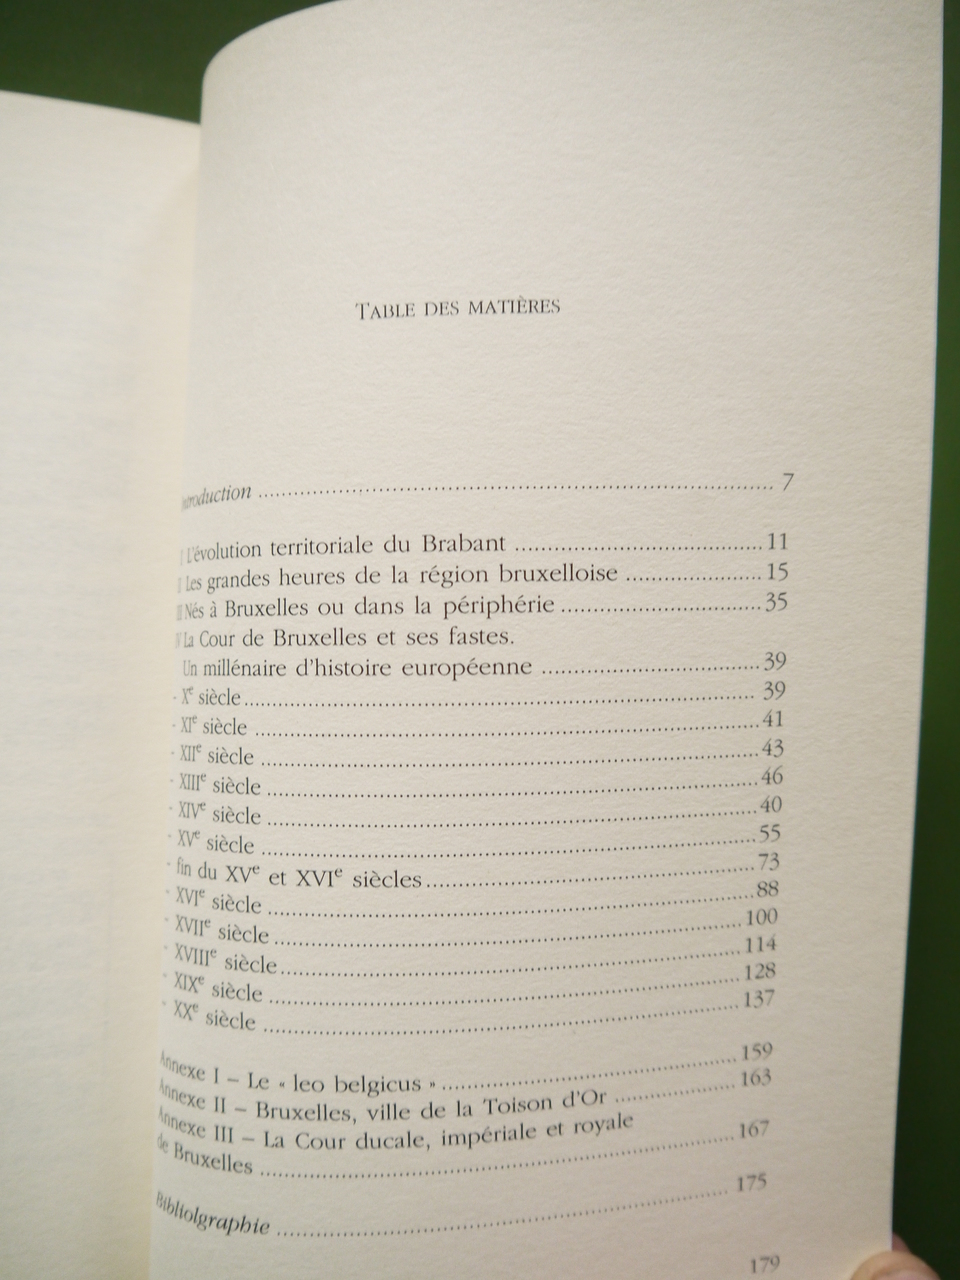 TABLE DES MATIÈRES
Introduction ... 7
I L'évolution territoriale du Brabant ... 11
II Les grandes heures de la région bruxelloise ... 15
III Nés à Bruxelles ou dans la périphérie ... 35
IV La Cour de Bruxelles et ses fastes.
Un millénaire d'histoire européenne ... 39
- Xe siècle ... 39
- XIe siècle ... 41
- XIIe siècle ... 43
- XIIIe siècle ... 46
- XIVe siècle ... 40
- XVe siècle ... 55
- fin du XVe et XVIe siècles ... 73
- XVIe siècle ... 88
- XVIIe siècle ... 100
- XVIIIe siècle ... 114
- XIXe siècle ... 128
- XXe siècle ... 137
Annexe I – Le « leo belgicus » ... 159
Annexe II – Bruxelles, ville de la Toison d'Or ... 163
Annexe III – La Cour ducale, impériale et royale
de Bruxelles ... 167
Bibliolgraphie ... 175
179